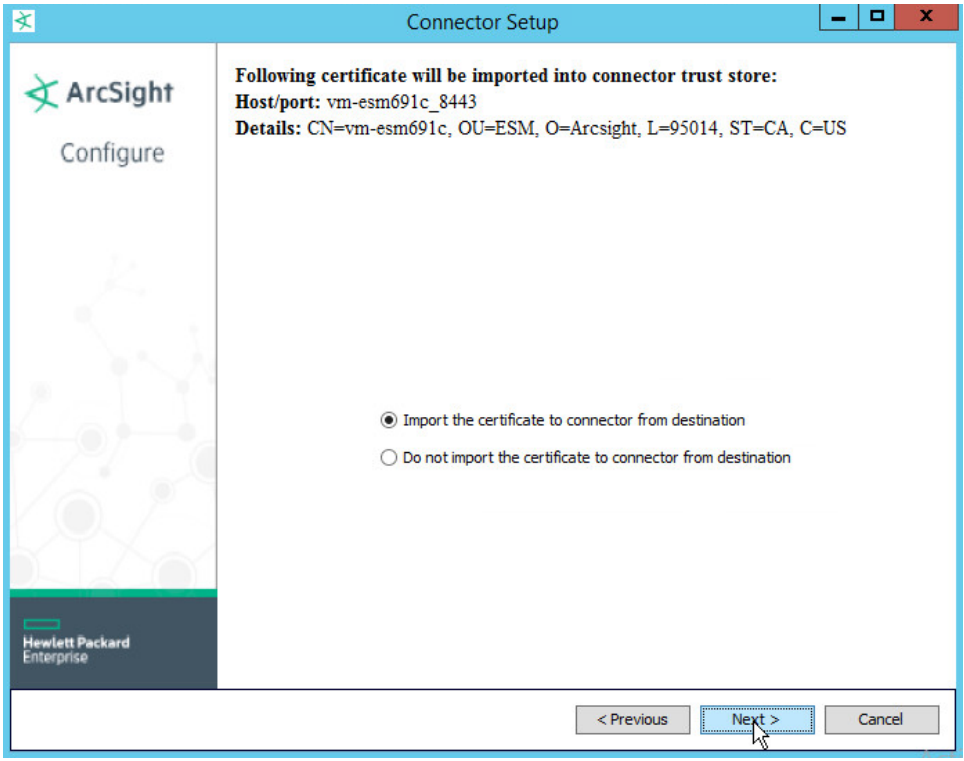 Connector Setup
ArcSight
Configure
Following certificate will be imported into connector trust store:
Host/port: vm-esm691c_8443
Details: CN=vm-esm691c, OU=ESM, O=Arcsight, L=95014, ST=CA, C=US
Import the certificate to connector from destination
Do not import the certificate to connector from destination
Hewlett Packard
Enterprise
< Previous
Next >
Cancel